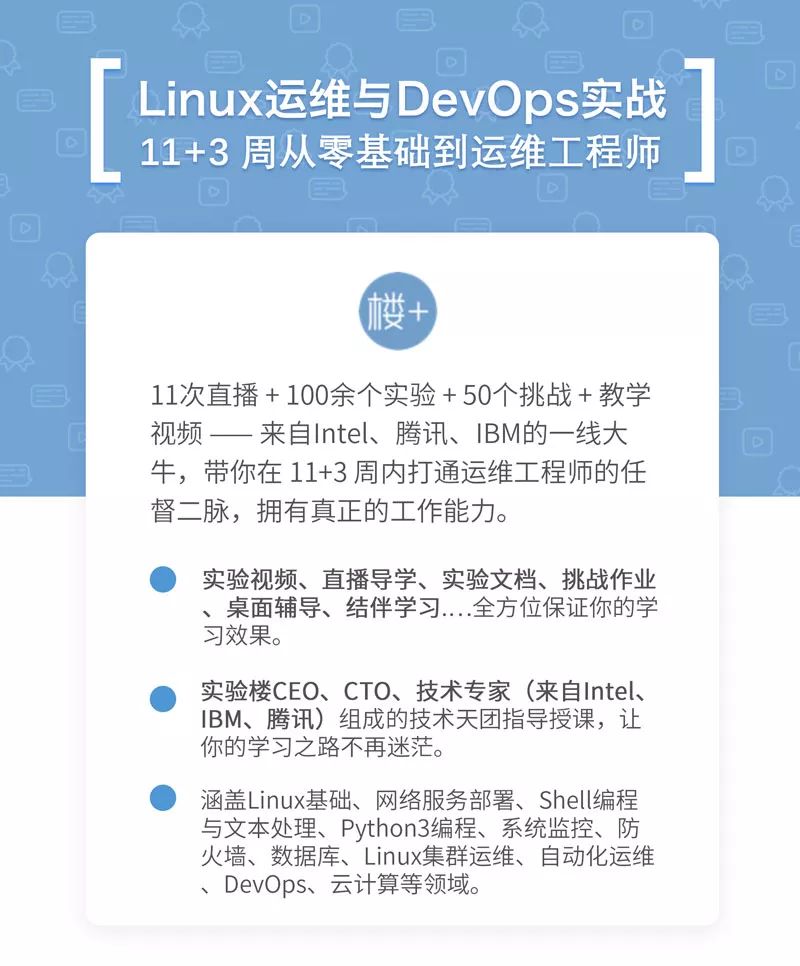 Linux运维与DevOps实战
11+3 周从零基础到运维工程师
楼+
11次直播 + 100余个实验 + 50个挑战 + 教学
视频 —— 来自Intel、腾讯、IBM的一线大
牛，带你在 11+3 周内打通运维工程师的任
督二脉，拥有真正的工作能力。
实验视频、直播导学、实验文档、挑战作业
、桌面辅导、结伴学习....全方位保证你的学
习效果。
实验楼CEO、CTO、技术专家（来自Intel、
IBM、腾讯）组成的技术天团指导授课，让
你的学习之路不再迷茫。
涵盖Linux基础、网络服务部署、Shell编程
与文本处理、Python3编程、系统监控、防
火墙、数据库、Linux集群运维、自动化运维
、DevOps、云计算等领域。